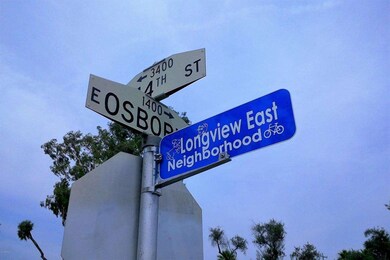 3400
4TH ST
1400
E OSBORN
Longview East
Neighborhood